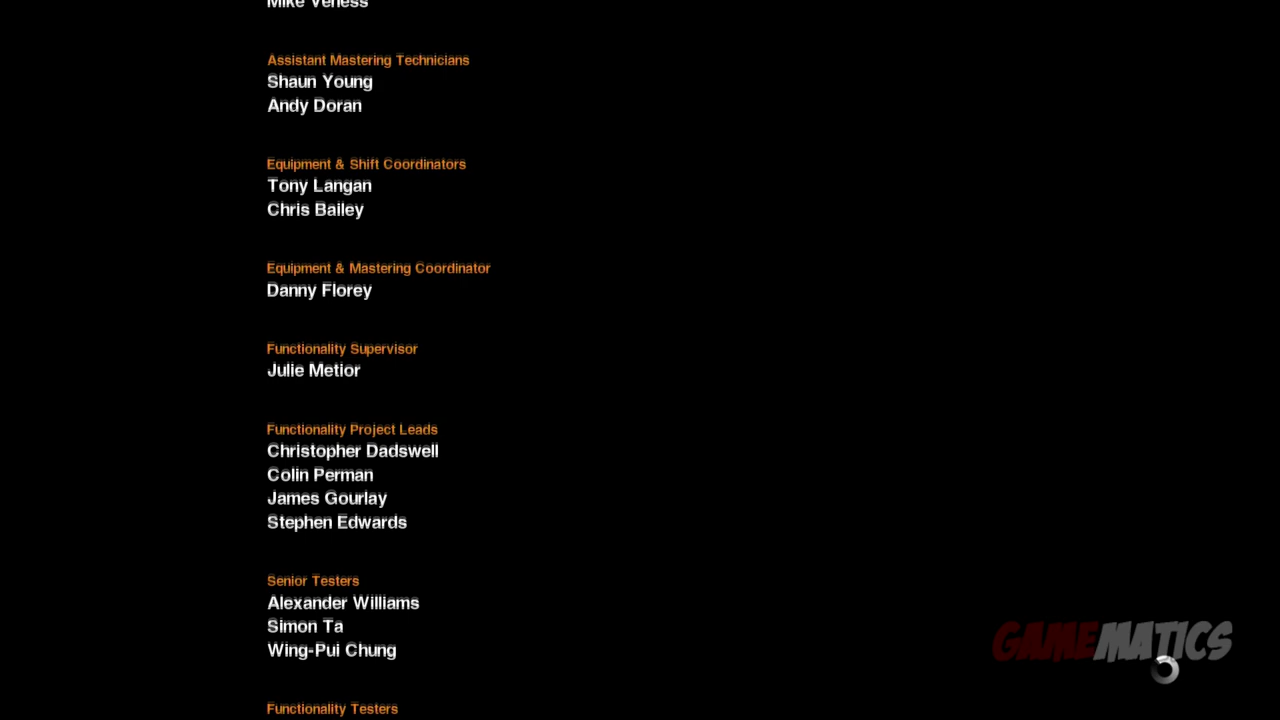 Mike Veness
Assistant Mastering Technicians
Shaun Young
Andy Doran
Equipment & Shift Coordinators
Tony Langan
Chris Bailey
Equipment & Mastering Coordinator
Danny Florey
Functionality Supervisor
Julie Metior
Functionality Project Leads
Christopher Dadswell
Colin Perman
James Gourlay
Stephen Edwards
Senior Testers
Alexander Williams
Simon Ta
Wing-Pui Chung
GAMEMATICS
Functionality Testers